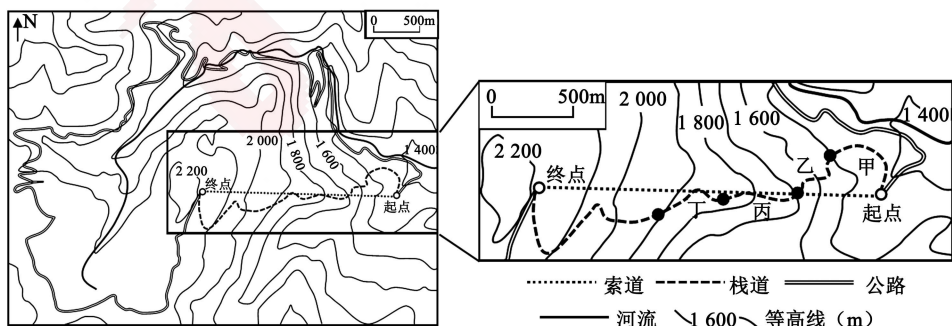 N
0 500m
1 400
2 000
1 800
1 600
2 200
终点
起点
0 500m
2 000
1 800
1 600
1 400
2 200
乙
甲
终点
丁
丙
起点
索道 栈道 公路
河流 1 600 等高线（m）